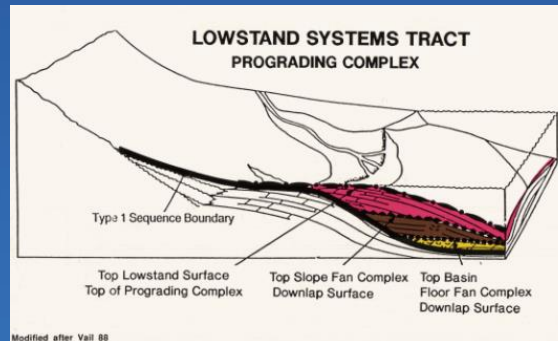 LOWSTAND SYSTEMS TRACT
PROGRADING COMPLEX
Type 1 Sequence Boundary
Top Lowstand Surface
Top of Prograding Complex
Top Slope Fan Complex
Downlap Surface
Top Basin
Floor Fan Complex
Downlap Surface
Modified after Vail 88